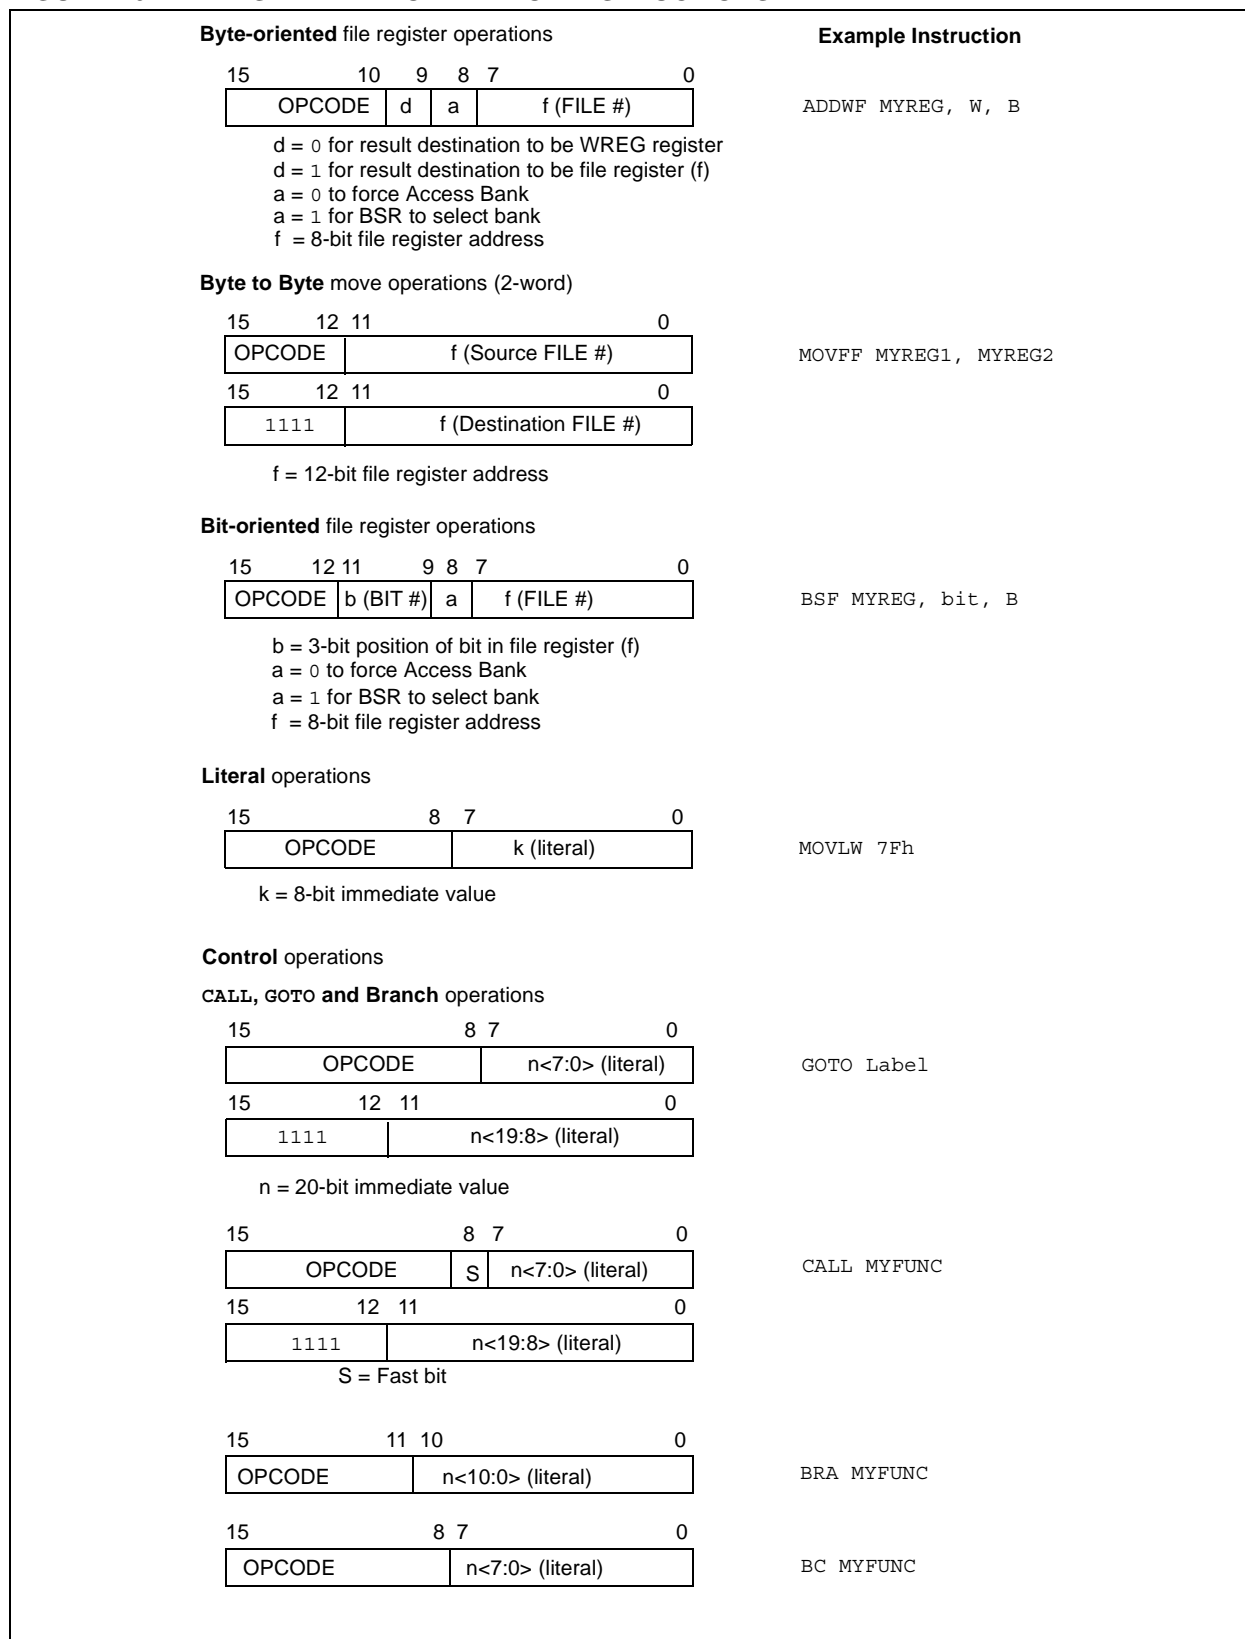 Byte-oriented file register operations Example Instruction
15 10 9 8 7 0
OPCODE d a f (FILE #) ADDWF MYREG, W, B
d = 0 for result destination to be WREG register
d = 1 for result destination to be file register (f)
a = 0 to force Access Bank
a = 1 for BSR to select bank
f = 8-bit file register address
Byte to Byte move operations (2-word)
15 12 11 0
OPCODE f (Source FILE #) MOVFF MYREG1, MYREG2
15 12 11 0
1111 f (Destination FILE #)
f = 12-bit file register address
Bit-oriented file register operations
15 12 11 9 8 7 0
OPCODE b (BIT #) a f (FILE #) BSF MYREG, bit, B
b = 3-bit position of bit in file register (f)
a = 0 to force Access Bank
a = 1 for BSR to select bank
f = 8-bit file register address
Literal operations
15 8 7 0
OPCODE k (literal) MOVLW 7Fh
k = 8-bit immediate value
Control operations
CALL, GOTO and Branch operations
15 8 7 0
OPCODE n<7:0> (literal) GOTO Label
15 12 11 0
1111 n<19:8> (literal)
n = 20-bit immediate value
15 8 7 0
OPCODE S n<7:0> (literal) CALL MYFUNC
15 12 11 0
1111 n<19:8> (literal)
S = Fast bit
15 11 10 0
OPCODE n<10:0> (literal) BRA MYFUNC
15 8 7 0
OPCODE n<7:0> (literal) BC MYFUNC